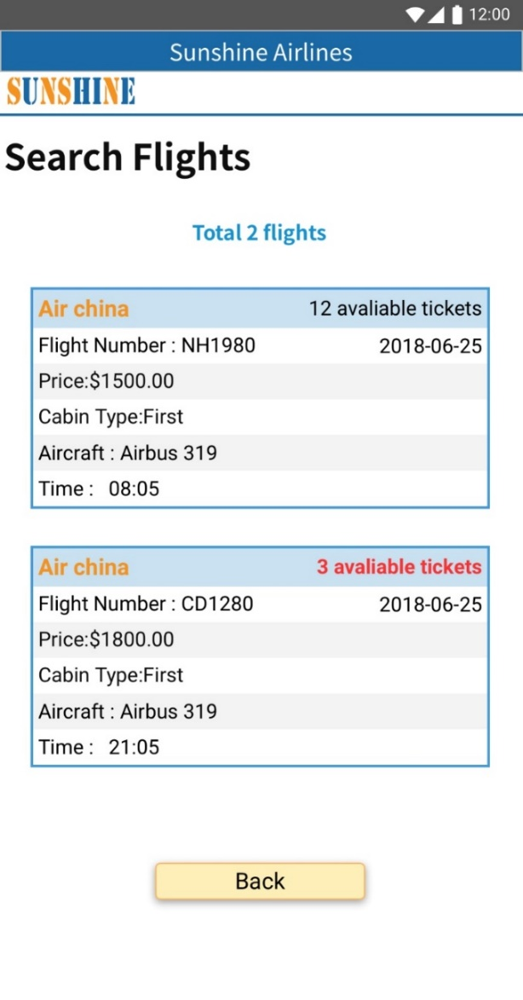 12:00
Sunshine Airlines
SUNSHINE
Search Flights
Total 2 flights
Air china 12 avaliable tickets
Flight Number : NH1980 2018-06-25
Price:$1500.00
Cabin Type:First
Aircraft : Airbus 319
Time : 08:05
Air china 3 avaliable tickets
Flight Number : CD1280 2018-06-25
Price:$1800.00
Cabin Type:First
Aircraft : Airbus 319
Time : 21:05
Back